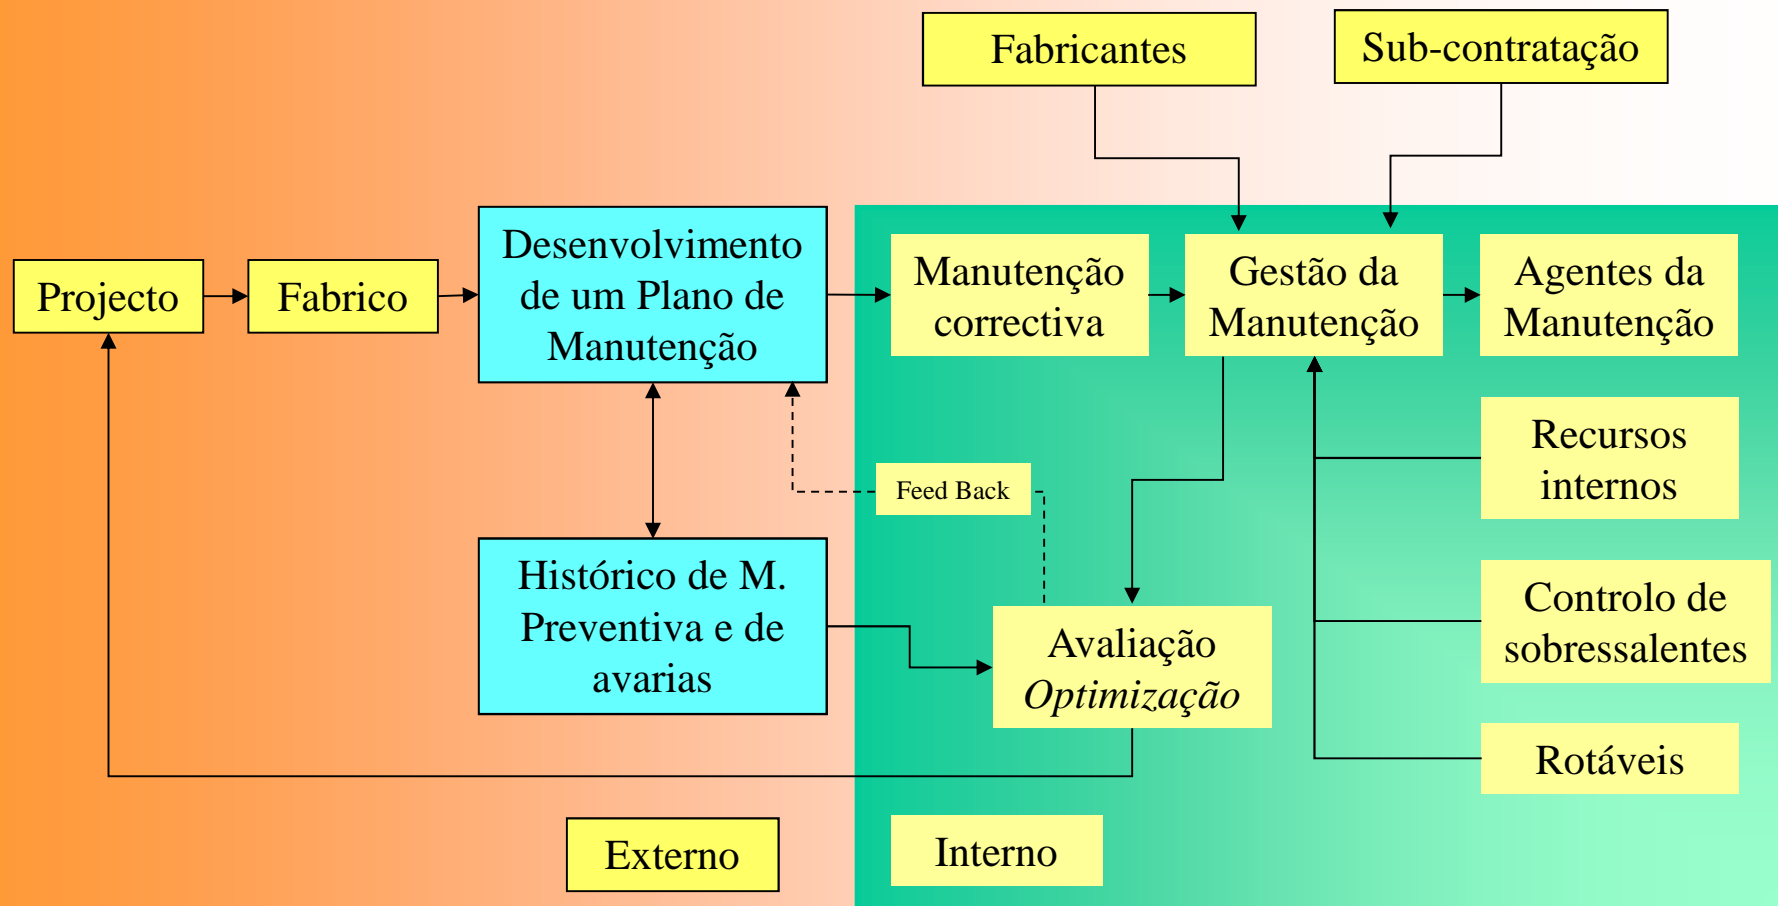 Fabricantes
Sub-contratação
Projecto
Fabrico
Desenvolvimento
de um Plano de
Manutenção
Manutenção
correctiva
Gestão da
Manutenção
Agentes da
Manutenção
Recursos
internos
Feed Back
Histórico de M.
Preventiva e de
avarias
Avaliação
Optimização
Controlo de
sobressalentes
Rotáveis
Externo
Interno